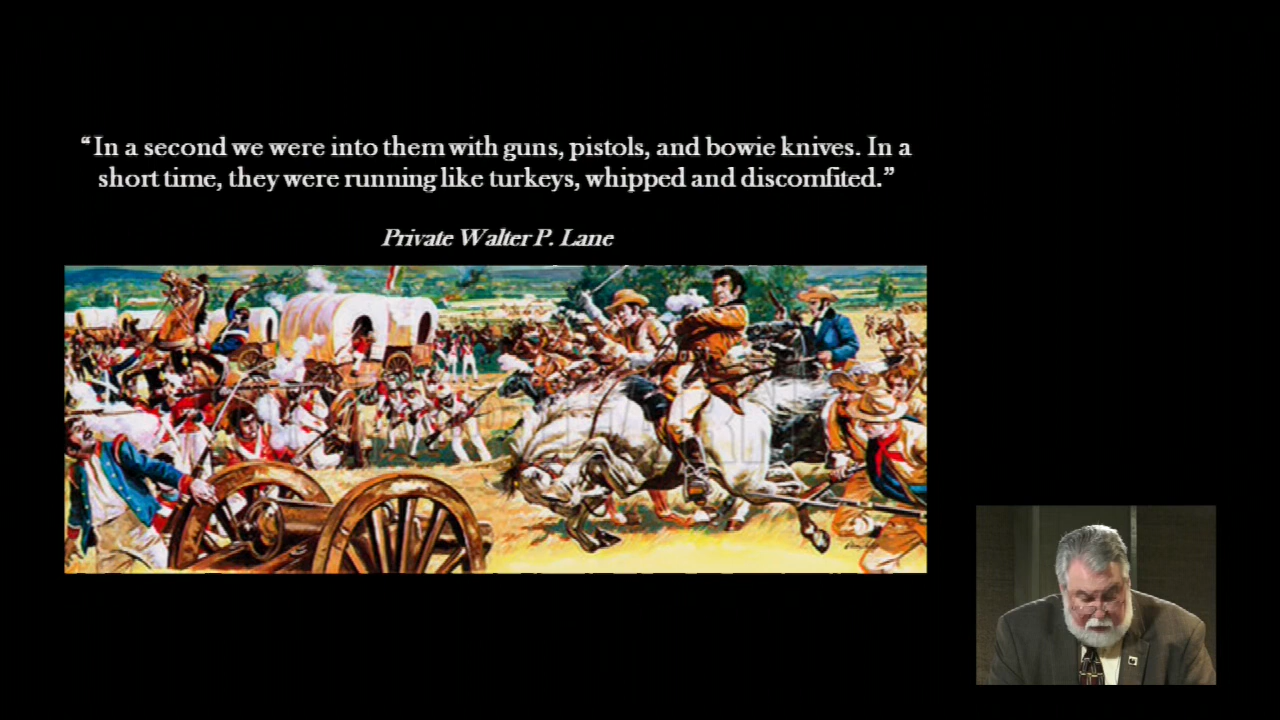 “In a second we were into them with guns, pistols, and bowie knives. In a
short time, they were running like turkeys, whipped and discomfited.”
Private Walter P. Lane